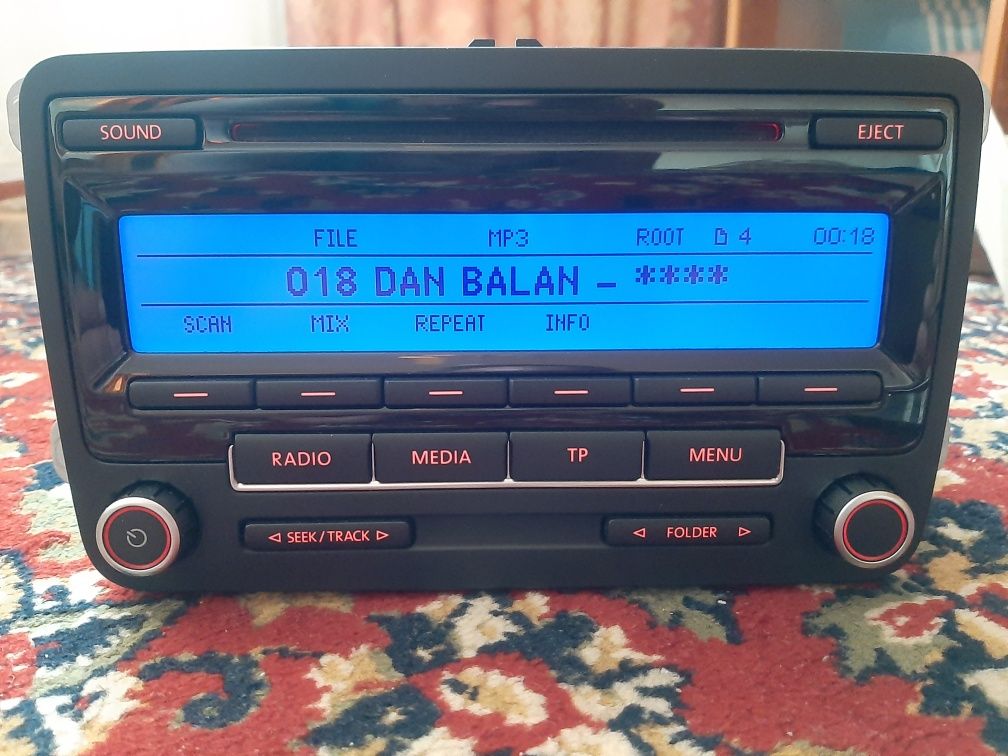 SOUND EJECT
FILE MP3 ROOT 4 00:18
018 DAN BALAN - ****
SCAN MIX REPEAT INFO
RADIO MEDIA TP MENU
◁ SEEK/TRACK ▷ ◁ FOLDER ▷